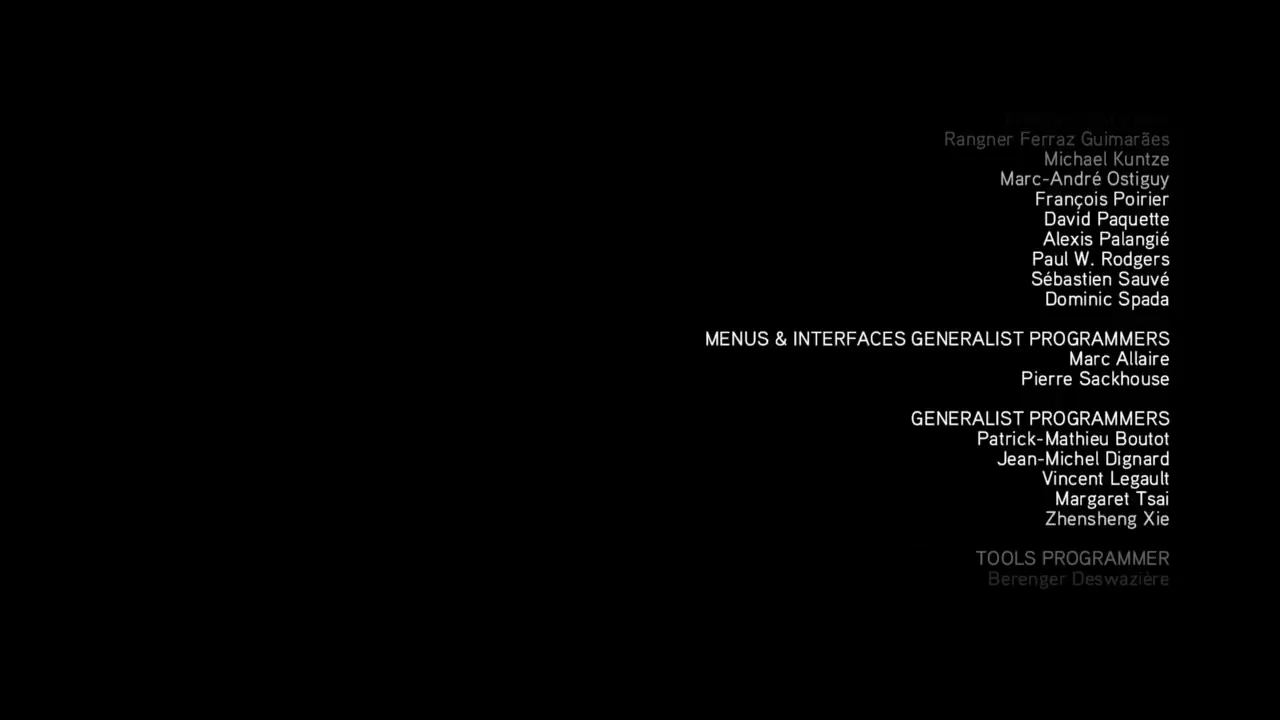 Rangner Ferraz Guimarães
Michael Kuntze
Marc-André Ostiguy
François Poirier
David Paquette
Alexis Palangié
Paul W. Rodgers
Sébastien Sauvé
Dominic Spada
MENUS & INTERFACES GENERALIST PROGRAMMERS
Marc Allaire
Pierre Sackhouse
GENERALIST PROGRAMMERS
Patrick-Mathieu Boutot
Jean-Michel Dignard
Vincent Legault
Margaret Tsai
Zhensheng Xie
TOOLS PROGRAMMER
Berenger Deswazière